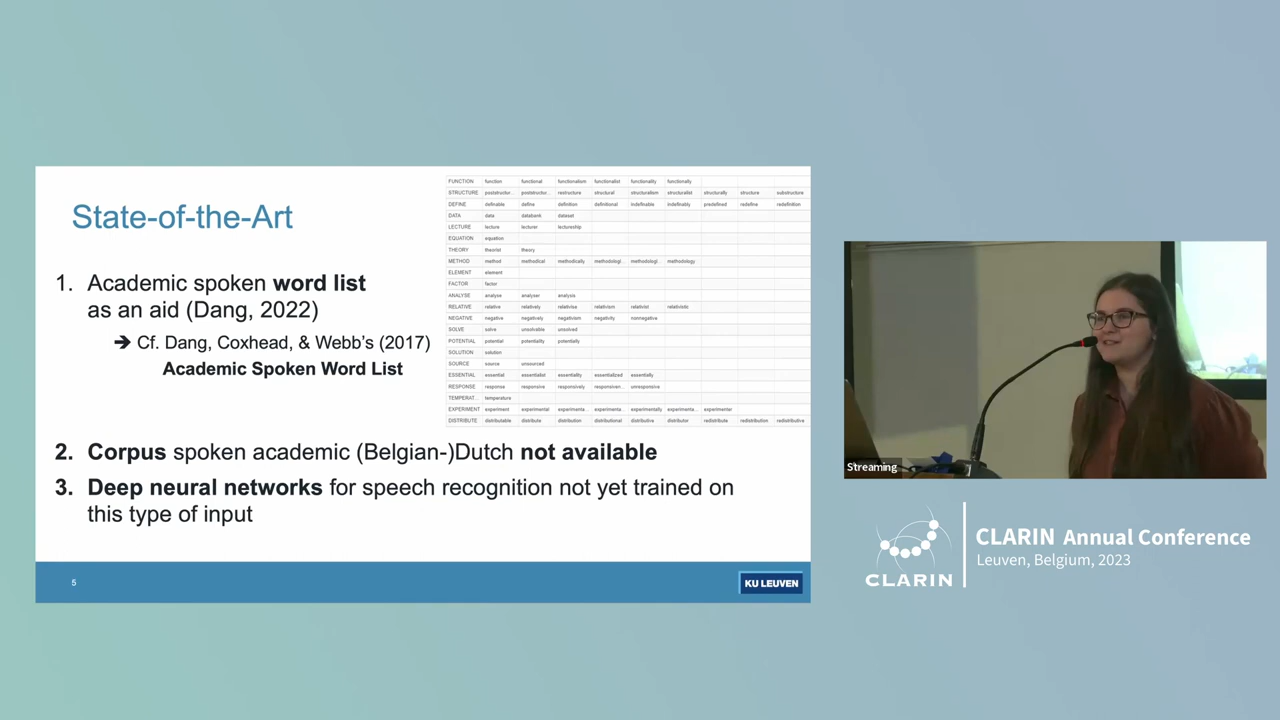 State-of-the-Art
1. Academic spoken word list
as an aid (Dang, 2022)
➔ Cf. Dang, Coxhead, & Webb's (2017)
Academic Spoken Word List
2. Corpus spoken academic (Belgian-)Dutch not available
3. Deep neural networks for speech recognition not yet trained on
this type of input
5
KU LEUVEN
FUNCTION function functional functionalism functionalist functionality functionally
STRUCTURE poststructur... poststructur... restructure structural structuralism structuralist structurally structure substructure
DEFINE definable define definition definitional indefinable indefinably predefined redefine redefinition
DATA data databank dataset
LECTURE lecture lecturer lectureship
EQUATION equation
THEORY theorist theory
METHOD method methodical methodically methodologi... methodologi... methodology
ELEMENT element
FACTOR factor
ANALYSE analyse analyser analysis
RELATIVE relative relatively relativise relativism relativist relativistic
NEGATIVE negative negatively negativism negativity nonnegative
SOLVE solve unsolvable unsolved
POTENTIAL potential potentiality potentially
SOLUTION solution
SOURCE source unsourced
ESSENTIAL essential essentialist essentiality essentialized essentially
RESPONSE response responsive responsively responsiven... unresponsive
TEMPERAT... temperature
EXPERIMENT experiment experimental experimenta... experimenta... experimentally experimenta... experimenter
DISTRIBUTE distributable distribute distribution distributional distributive distributor redistribute redistribution redistributive
Streaming
CLARIN
CLARIN Annual Conference
Leuven, Belgium, 2023